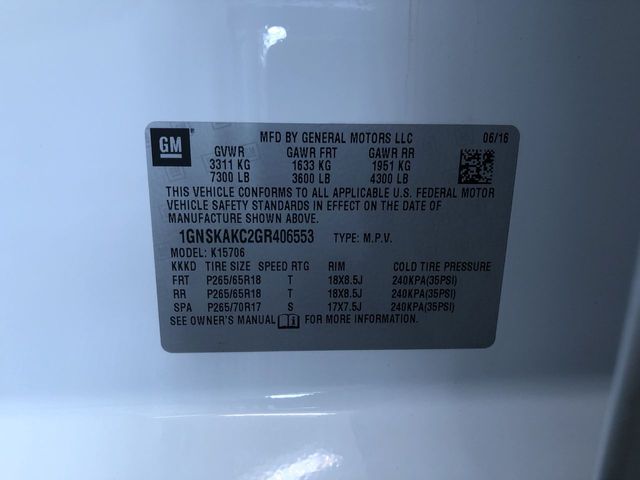 GM
MFD BY GENERAL MOTORS LLC 06/16
GVWR GAWR FRT GAWR RR
3311 KG 1633 KG 1951 KG
7300 LB 3600 LB 4300 LB
THIS VEHICLE CONFORMS TO ALL APPLICABLE U.S. FEDERAL MOTOR
VEHICLE SAFETY STANDARDS IN EFFECT ON THE DATE OF
MANUFACTURE SHOWN ABOVE.
1GNSKAKC2GR406553 TYPE: M.P.V.
MODEL: K15706
KKKD TIRE SIZE SPEED RTG RIM COLD TIRE PRESSURE
FRT P265/65R18 T 18X8.5J 240KPA(35PSI)
RR P265/65R18 T 18X8.5J 240KPA(35PSI)
SPA P265/70R17 S 17X7.5J 240KPA(35PSI)
SEE OWNER'S MANUAL FOR MORE INFORMATION.